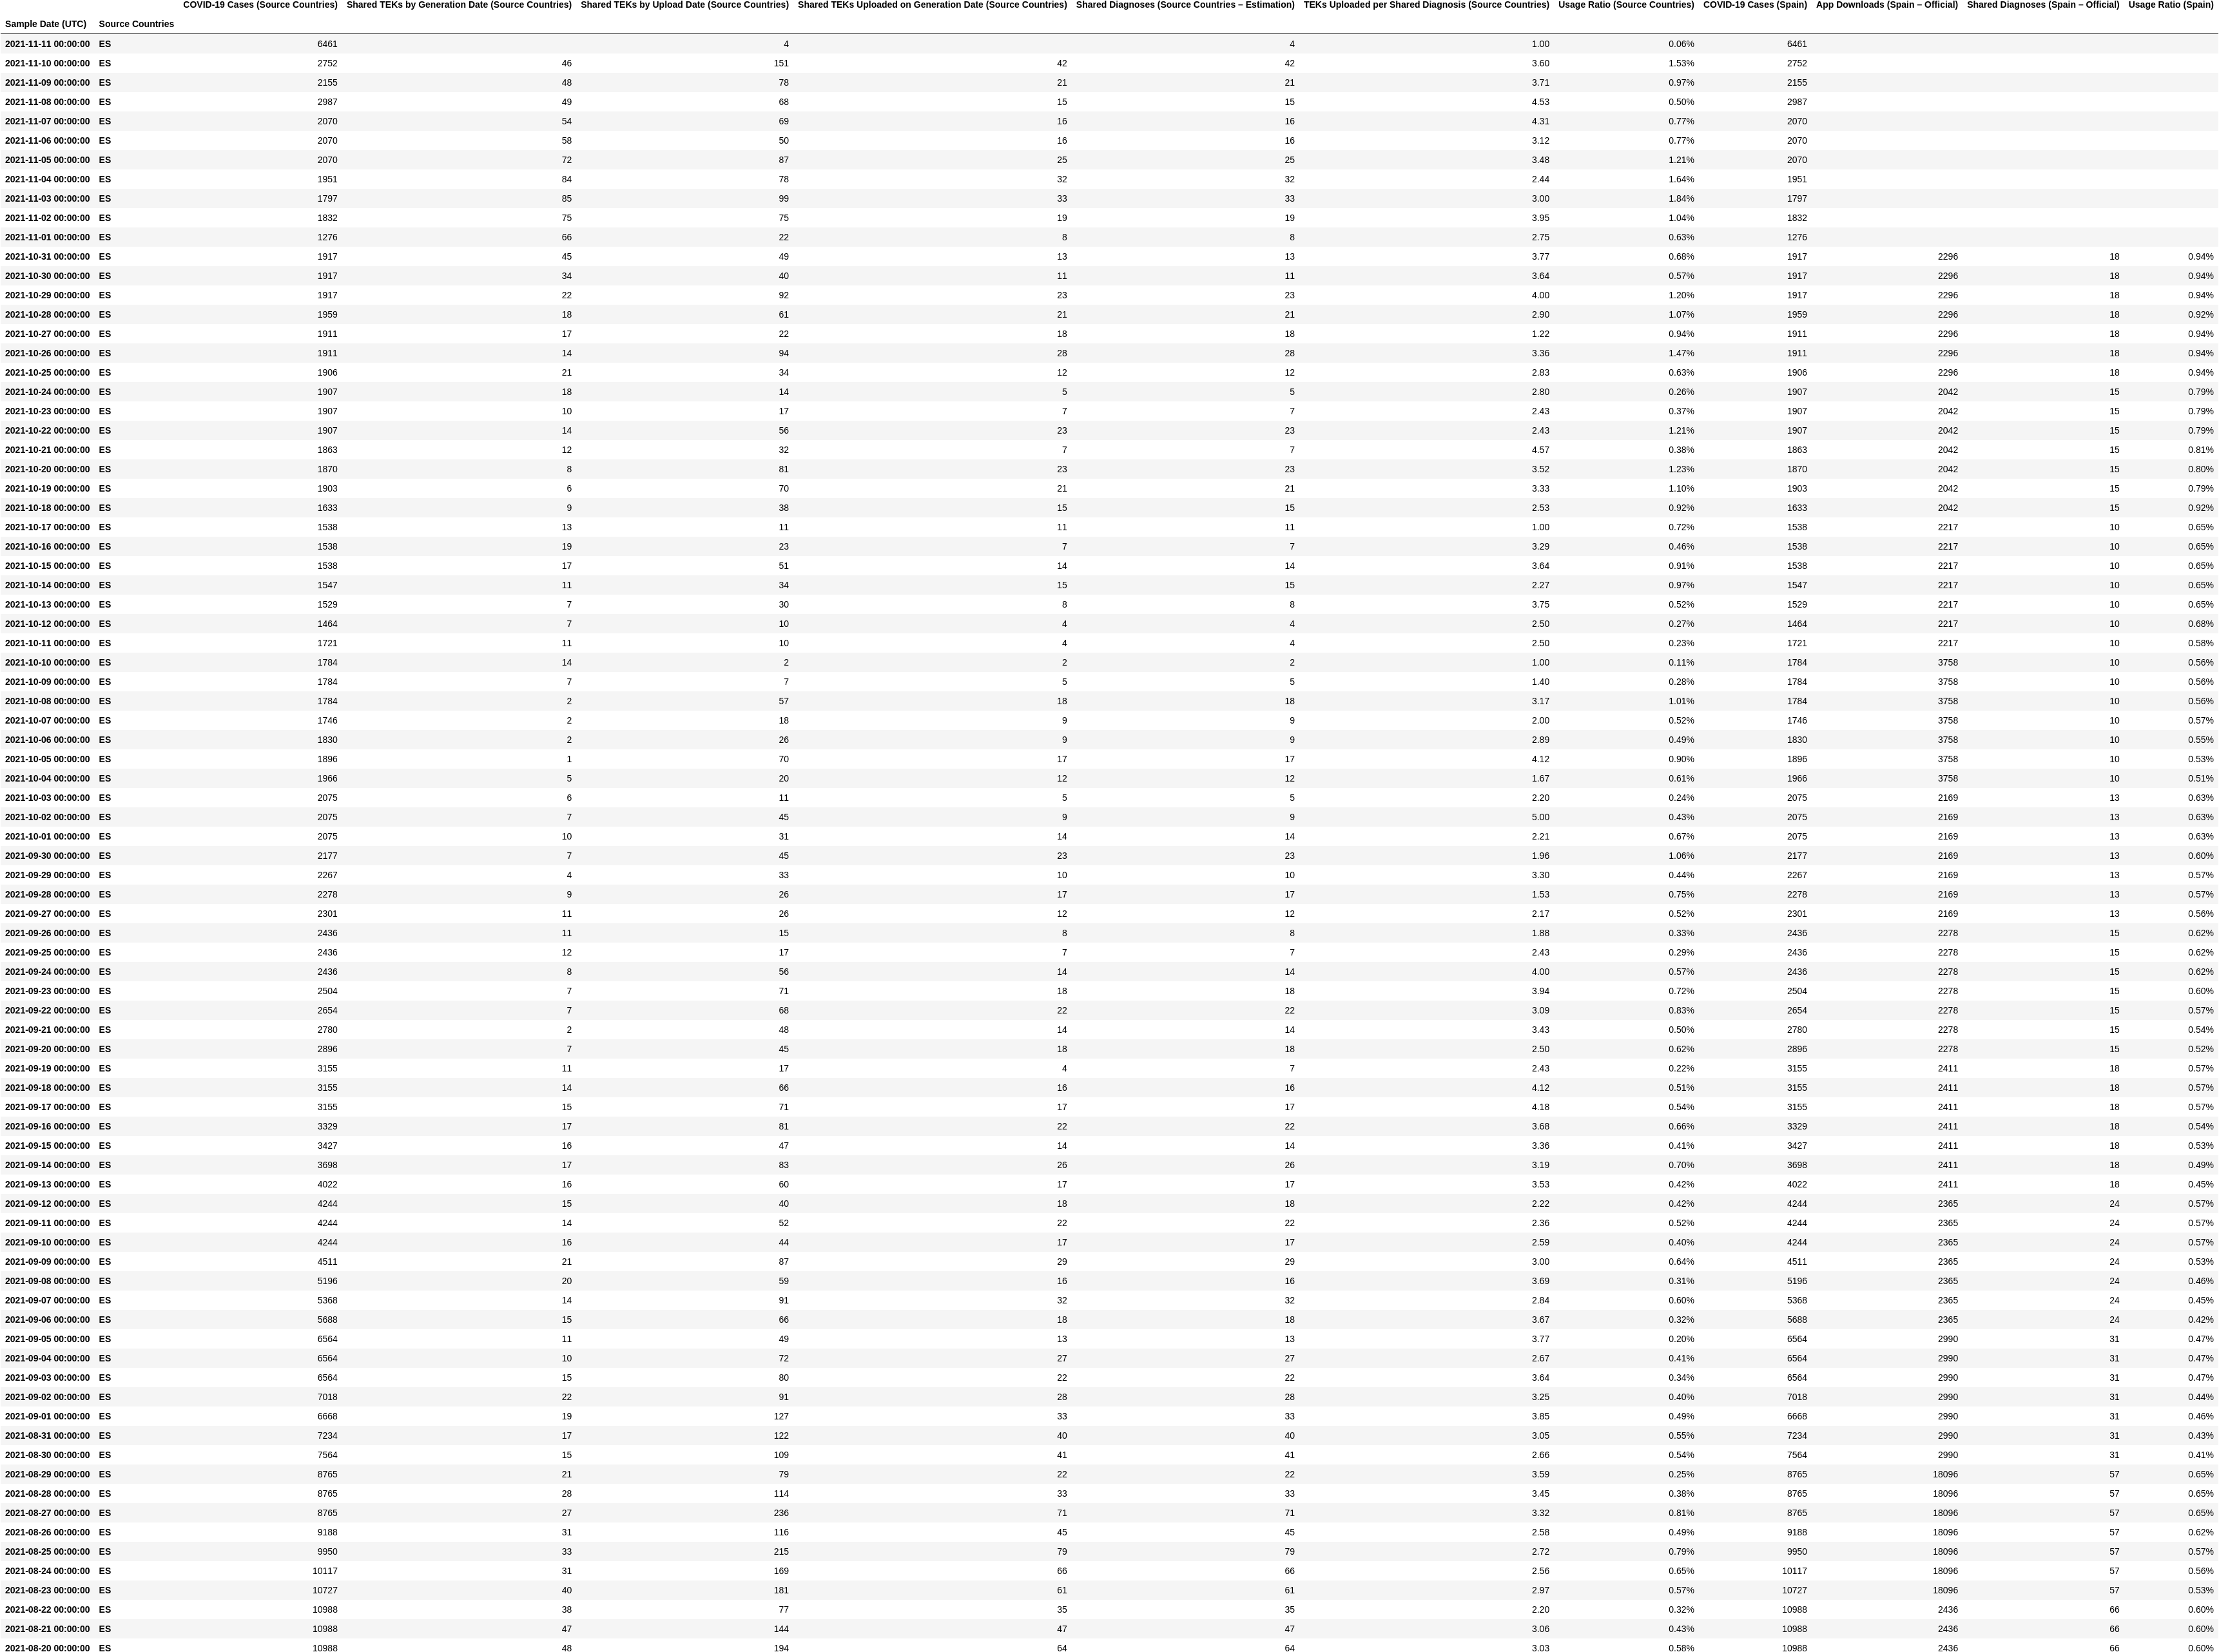 COVID-19 Cases (Source Countries) Shared TEKs by Generation Date (Source Countries) Shared TEKs by Upload Date (Source Countries) Shared TEKs Uploaded on Generation Date (Source Countries) Shared Diagnoses (Source Countries – Estimation) TEKs Uploaded per Shared Diagnosis (Source Countries) Usage Ratio (Source Countries) COVID-19 Cases (Spain) App Downloads (Spain – Official) Shared Diagnoses (Spain – Official) Usage Ratio (Spain)
Sample Date (UTC) Source Countries
2021-11-11 00:00:00 ES 6461 4 4 1.00 0.06% 6461
2021-11-10 00:00:00 ES 2752 46 151 42 42 3.60 1.53% 2752
2021-11-09 00:00:00 ES 2155 48 78 21 21 3.71 0.97% 2155
2021-11-08 00:00:00 ES 2987 49 68 15 15 4.53 0.50% 2987
2021-11-07 00:00:00 ES 2070 54 69 16 16 4.31 0.77% 2070
2021-11-06 00:00:00 ES 2070 58 50 16 16 3.12 0.77% 2070
2021-11-05 00:00:00 ES 2070 72 87 25 25 3.48 1.21% 2070
2021-11-04 00:00:00 ES 1951 84 78 32 32 2.44 1.64% 1951
2021-11-03 00:00:00 ES 1797 85 99 33 33 3.00 1.84% 1797
2021-11-02 00:00:00 ES 1832 75 75 19 19 3.95 1.04% 1832
2021-11-01 00:00:00 ES 1276 66 22 8 8 2.75 0.63% 1276
2021-10-31 00:00:00 ES 1917 45 49 13 13 3.77 0.68% 1917 2296 18 0.94%
2021-10-30 00:00:00 ES 1917 34 40 11 11 3.64 0.57% 1917 2296 18 0.94%
2021-10-29 00:00:00 ES 1917 22 92 23 23 4.00 1.20% 1917 2296 18 0.94%
2021-10-28 00:00:00 ES 1959 18 61 21 21 2.90 1.07% 1959 2296 18 0.92%
2021-10-27 00:00:00 ES 1911 17 22 18 18 1.22 0.94% 1911 2296 18 0.94%
2021-10-26 00:00:00 ES 1911 14 94 28 28 3.36 1.47% 1911 2296 18 0.94%
2021-10-25 00:00:00 ES 1906 21 34 12 12 2.83 0.63% 1906 2296 18 0.94%
2021-10-24 00:00:00 ES 1907 18 14 5 5 2.80 0.26% 1907 2042 15 0.79%
2021-10-23 00:00:00 ES 1907 10 17 7 7 2.43 0.37% 1907 2042 15 0.79%
2021-10-22 00:00:00 ES 1907 14 56 23 23 2.43 1.21% 1907 2042 15 0.79%
2021-10-21 00:00:00 ES 1863 12 32 7 7 4.57 0.38% 1863 2042 15 0.81%
2021-10-20 00:00:00 ES 1870 8 81 23 23 3.52 1.23% 1870 2042 15 0.80%
2021-10-19 00:00:00 ES 1903 6 70 21 21 3.33 1.10% 1903 2042 15 0.79%
2021-10-18 00:00:00 ES 1633 9 38 15 15 2.53 0.92% 1633 2042 15 0.92%
2021-10-17 00:00:00 ES 1538 13 11 11 11 1.00 0.72% 1538 2217 10 0.65%
2021-10-16 00:00:00 ES 1538 19 23 7 7 3.29 0.46% 1538 2217 10 0.65%
2021-10-15 00:00:00 ES 1538 17 51 14 14 3.64 0.91% 1538 2217 10 0.65%
2021-10-14 00:00:00 ES 1547 11 34 15 15 2.27 0.97% 1547 2217 10 0.65%
2021-10-13 00:00:00 ES 1529 7 30 8 8 3.75 0.52% 1529 2217 10 0.65%
2021-10-12 00:00:00 ES 1464 7 10 4 4 2.50 0.27% 1464 2217 10 0.68%
2021-10-11 00:00:00 ES 1721 11 10 4 4 2.50 0.23% 1721 2217 10 0.58%
2021-10-10 00:00:00 ES 1784 14 2 2 2 1.00 0.11% 1784 3758 10 0.56%
2021-10-09 00:00:00 ES 1784 7 7 5 5 1.40 0.28% 1784 3758 10 0.56%
2021-10-08 00:00:00 ES 1784 2 57 18 18 3.17 1.01% 1784 3758 10 0.56%
2021-10-07 00:00:00 ES 1746 2 18 9 9 2.00 0.52% 1746 3758 10 0.57%
2021-10-06 00:00:00 ES 1830 2 26 9 9 2.89 0.49% 1830 3758 10 0.55%
2021-10-05 00:00:00 ES 1896 1 70 17 17 4.12 0.90% 1896 3758 10 0.53%
2021-10-04 00:00:00 ES 1966 5 20 12 12 1.67 0.61% 1966 3758 10 0.51%
2021-10-03 00:00:00 ES 2075 6 11 5 5 2.20 0.24% 2075 2169 13 0.63%
2021-10-02 00:00:00 ES 2075 7 45 9 9 5.00 0.43% 2075 2169 13 0.63%
2021-10-01 00:00:00 ES 2075 10 31 14 14 2.21 0.67% 2075 2169 13 0.63%
2021-09-30 00:00:00 ES 2177 7 45 23 23 1.96 1.06% 2177 2169 13 0.60%
2021-09-29 00:00:00 ES 2267 4 33 10 10 3.30 0.44% 2267 2169 13 0.57%
2021-09-28 00:00:00 ES 2278 9 26 17 17 1.53 0.75% 2278 2169 13 0.57%
2021-09-27 00:00:00 ES 2301 11 26 12 12 2.17 0.52% 2301 2169 13 0.56%
2021-09-26 00:00:00 ES 2436 11 15 8 8 1.88 0.33% 2436 2278 15 0.62%
2021-09-25 00:00:00 ES 2436 12 17 7 7 2.43 0.29% 2436 2278 15 0.62%
2021-09-24 00:00:00 ES 2436 8 56 14 14 4.00 0.57% 2436 2278 15 0.62%
2021-09-23 00:00:00 ES 2504 7 71 18 18 3.94 0.72% 2504 2278 15 0.60%
2021-09-22 00:00:00 ES 2654 7 68 22 22 3.09 0.83% 2654 2278 15 0.57%
2021-09-21 00:00:00 ES 2780 2 48 14 14 3.43 0.50% 2780 2278 15 0.54%
2021-09-20 00:00:00 ES 2896 7 45 18 18 2.50 0.62% 2896 2278 15 0.52%
2021-09-19 00:00:00 ES 3155 11 17 4 7 2.43 0.22% 3155 2411 18 0.57%
2021-09-18 00:00:00 ES 3155 14 66 16 16 4.12 0.51% 3155 2411 18 0.57%
2021-09-17 00:00:00 ES 3155 15 71 17 17 4.18 0.54% 3155 2411 18 0.57%
2021-09-16 00:00:00 ES 3329 17 81 22 22 3.68 0.66% 3329 2411 18 0.54%
2021-09-15 00:00:00 ES 3427 16 47 14 14 3.36 0.41% 3427 2411 18 0.53%
2021-09-14 00:00:00 ES 3698 17 83 26 26 3.19 0.70% 3698 2411 18 0.49%
2021-09-13 00:00:00 ES 4022 16 60 17 17 3.53 0.42% 4022 2411 18 0.45%
2021-09-12 00:00:00 ES 4244 15 40 18 18 2.22 0.42% 4244 2365 24 0.57%
2021-09-11 00:00:00 ES 4244 14 52 22 22 2.36 0.52% 4244 2365 24 0.57%
2021-09-10 00:00:00 ES 4244 16 44 17 17 2.59 0.40% 4244 2365 24 0.57%
2021-09-09 00:00:00 ES 4511 21 87 29 29 3.00 0.64% 4511 2365 24 0.53%
2021-09-08 00:00:00 ES 5196 20 59 16 16 3.69 0.31% 5196 2365 24 0.46%
2021-09-07 00:00:00 ES 5368 14 91 32 32 2.84 0.60% 5368 2365 24 0.45%
2021-09-06 00:00:00 ES 5688 15 66 18 18 3.67 0.32% 5688 2365 24 0.42%
2021-09-05 00:00:00 ES 6564 11 49 13 13 3.77 0.20% 6564 2990 31 0.47%
2021-09-04 00:00:00 ES 6564 10 72 27 27 2.67 0.41% 6564 2990 31 0.47%
2021-09-03 00:00:00 ES 6564 15 80 22 22 3.64 0.34% 6564 2990 31 0.47%
2021-09-02 00:00:00 ES 7018 22 91 28 28 3.25 0.40% 7018 2990 31 0.44%
2021-09-01 00:00:00 ES 6668 19 127 33 33 3.85 0.49% 6668 2990 31 0.46%
2021-08-31 00:00:00 ES 7234 17 122 40 40 3.05 0.55% 7234 2990 31 0.43%
2021-08-30 00:00:00 ES 7564 15 109 41 41 2.66 0.54% 7564 2990 31 0.41%
2021-08-29 00:00:00 ES 8765 21 79 22 22 3.59 0.25% 8765 18096 57 0.65%
2021-08-28 00:00:00 ES 8765 28 114 33 33 3.45 0.38% 8765 18096 57 0.65%
2021-08-27 00:00:00 ES 8765 27 236 71 71 3.32 0.81% 8765 18096 57 0.65%
2021-08-26 00:00:00 ES 9188 31 116 45 45 2.58 0.49% 9188 18096 57 0.62%
2021-08-25 00:00:00 ES 9950 33 215 79 79 2.72 0.79% 9950 18096 57 0.57%
2021-08-24 00:00:00 ES 10117 31 169 66 66 2.56 0.65% 10117 18096 57 0.56%
2021-08-23 00:00:00 ES 10727 40 181 61 61 2.97 0.57% 10727 18096 57 0.53%
2021-08-22 00:00:00 ES 10988 38 77 35 35 2.20 0.32% 10988 2436 66 0.60%
2021-08-21 00:00:00 ES 10988 47 144 47 47 3.06 0.43% 10988 2436 66 0.60%
2021-08-20 00:00:00 ES 10988 48 194 64 64 3.03 0.58% 10988 2436 66 0.60%